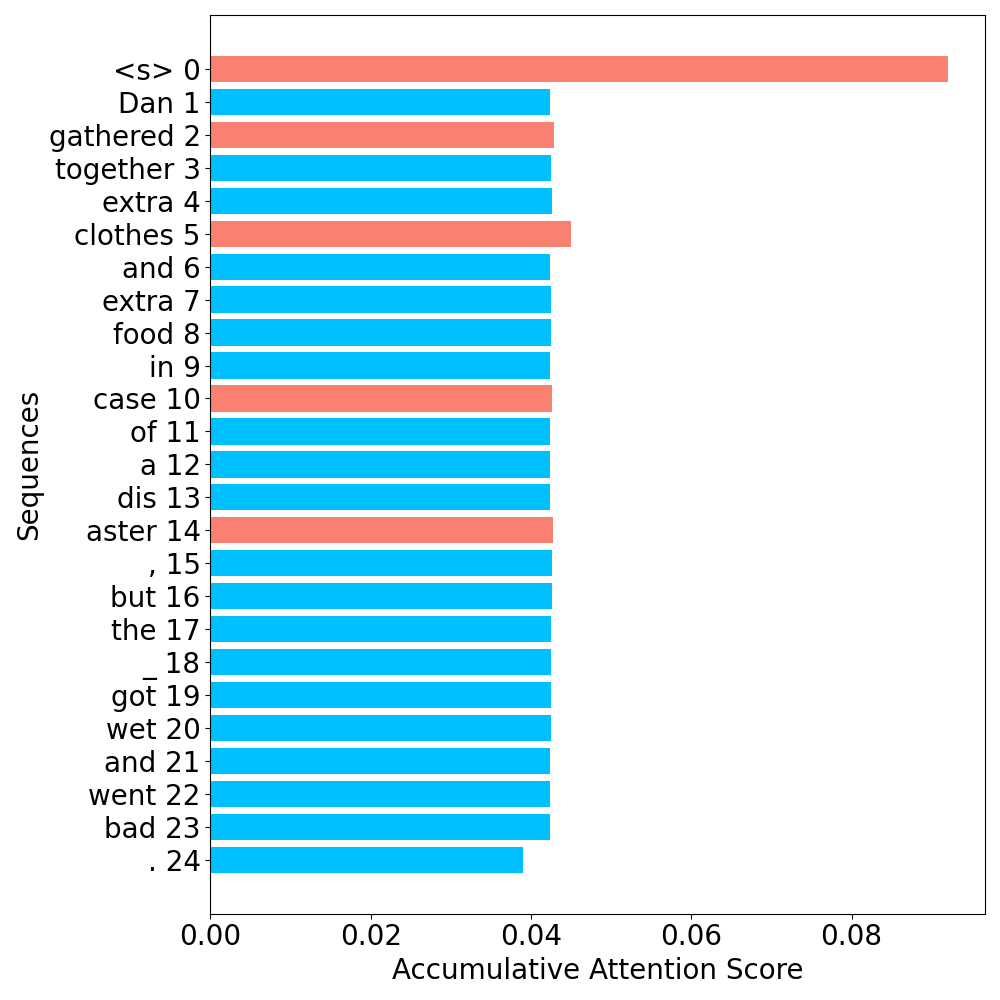 <s> 0
Dan 1
gathered 2
together 3
extra 4
clothes 5
and 6
extra 7
food 8
in 9
case 10
of 11
a 12
dis 13
aster 14
, 15
but 16
the 17
_ 18
got 19
wet 20
and 21
went 22
bad 23
. 24
Sequences
0.00 0.02 0.04 0.06 0.08
Accumulative Attention Score